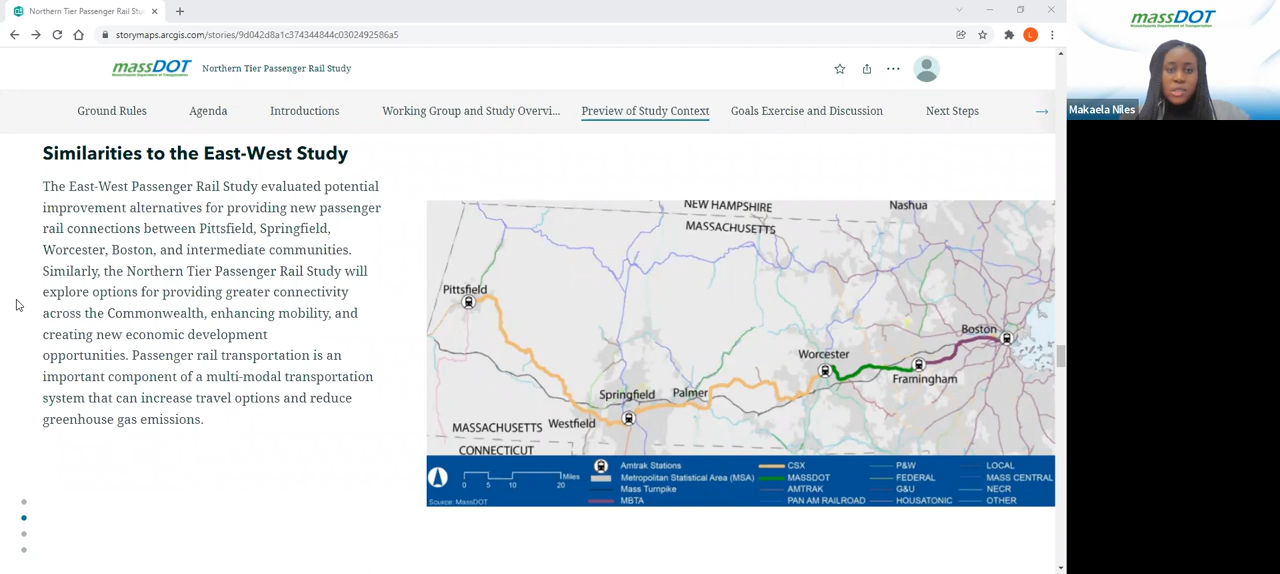 Northern Tier Passenger Rail Stu
storymaps.arcgis.com/stories/9d042d8a1c374344844c0302492586a5
L
massDOT
Massachusetts Department of Transportation
Northern Tier Passenger Rail Study
Ground Rules
Agenda
Introductions
Working Group and Study Overvi...
Preview of Study Context
Goals Exercise and Discussion
Next Steps
Similarities to the East-West Study
The East-West Passenger Rail Study evaluated potential
improvement alternatives for providing new passenger
rail connections between Pittsfield, Springfield,
Worcester, Boston, and intermediate communities.
Similarly, the Northern Tier Passenger Rail Study will
explore options for providing greater connectivity
across the Commonwealth, enhancing mobility, and
creating new economic development
opportunities. Passenger rail transportation is an
important component of a multi-modal transportation
system that can increase travel options and reduce
greenhouse gas emissions.
NEW HAMPSHIRE
MASSACHUSETTS
Nashua
Pittsfield
Boston
Worcester
Framingham
Springfield
Palmer
Westfield
MASSACHUSETTS
CONNECTICUT
Miles
0 5 10 20
Source: MassDOT
Amtrak Stations
Metropolitan Statistical Area (MSA)
Mass Turnpike
MBTA
CSX
MASSDOT
AMTRAK
PAN AM RAILROAD
P&W
FEDERAL
G&U
HOUSATONIC
LOCAL
MASS CENTRAL
NECR
OTHER
massDOT
Massachusetts Department of Transportation
Makaela Niles